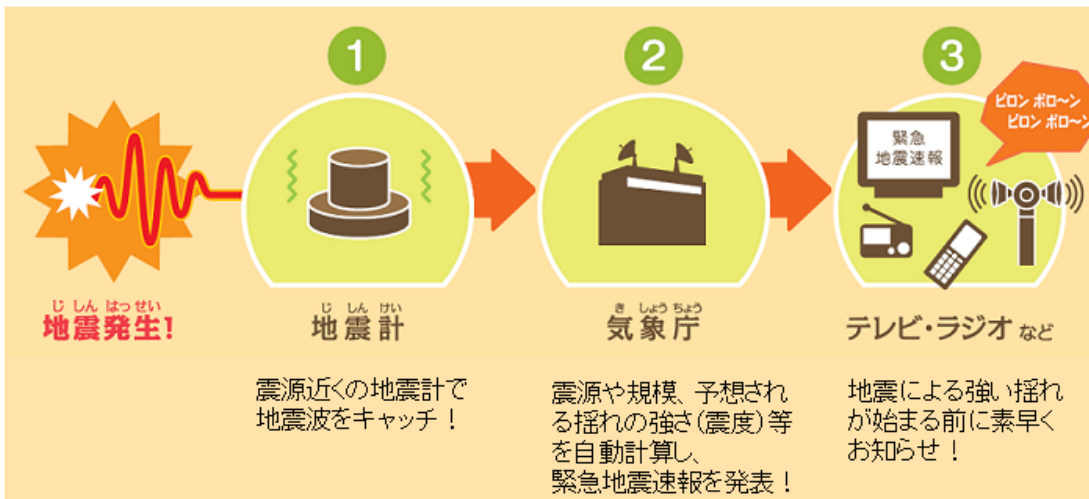 1
2
3
ピロン ポロ〜ン
ピロン ポロ〜ン
緊急
地震速報
じ しん はっ せい
地震発生!
じ しん けい
地震計
き しょう ちょう
気象庁
テレビ・ラジオ など
震源近くの地震計で
地震波をキャッチ！
震源や規模、予想され
る揺れの強さ(震度)等
を自動計算し、
緊急地震速報を発表！
地震による強い揺れ
が始まる前に素早く
お知らせ！